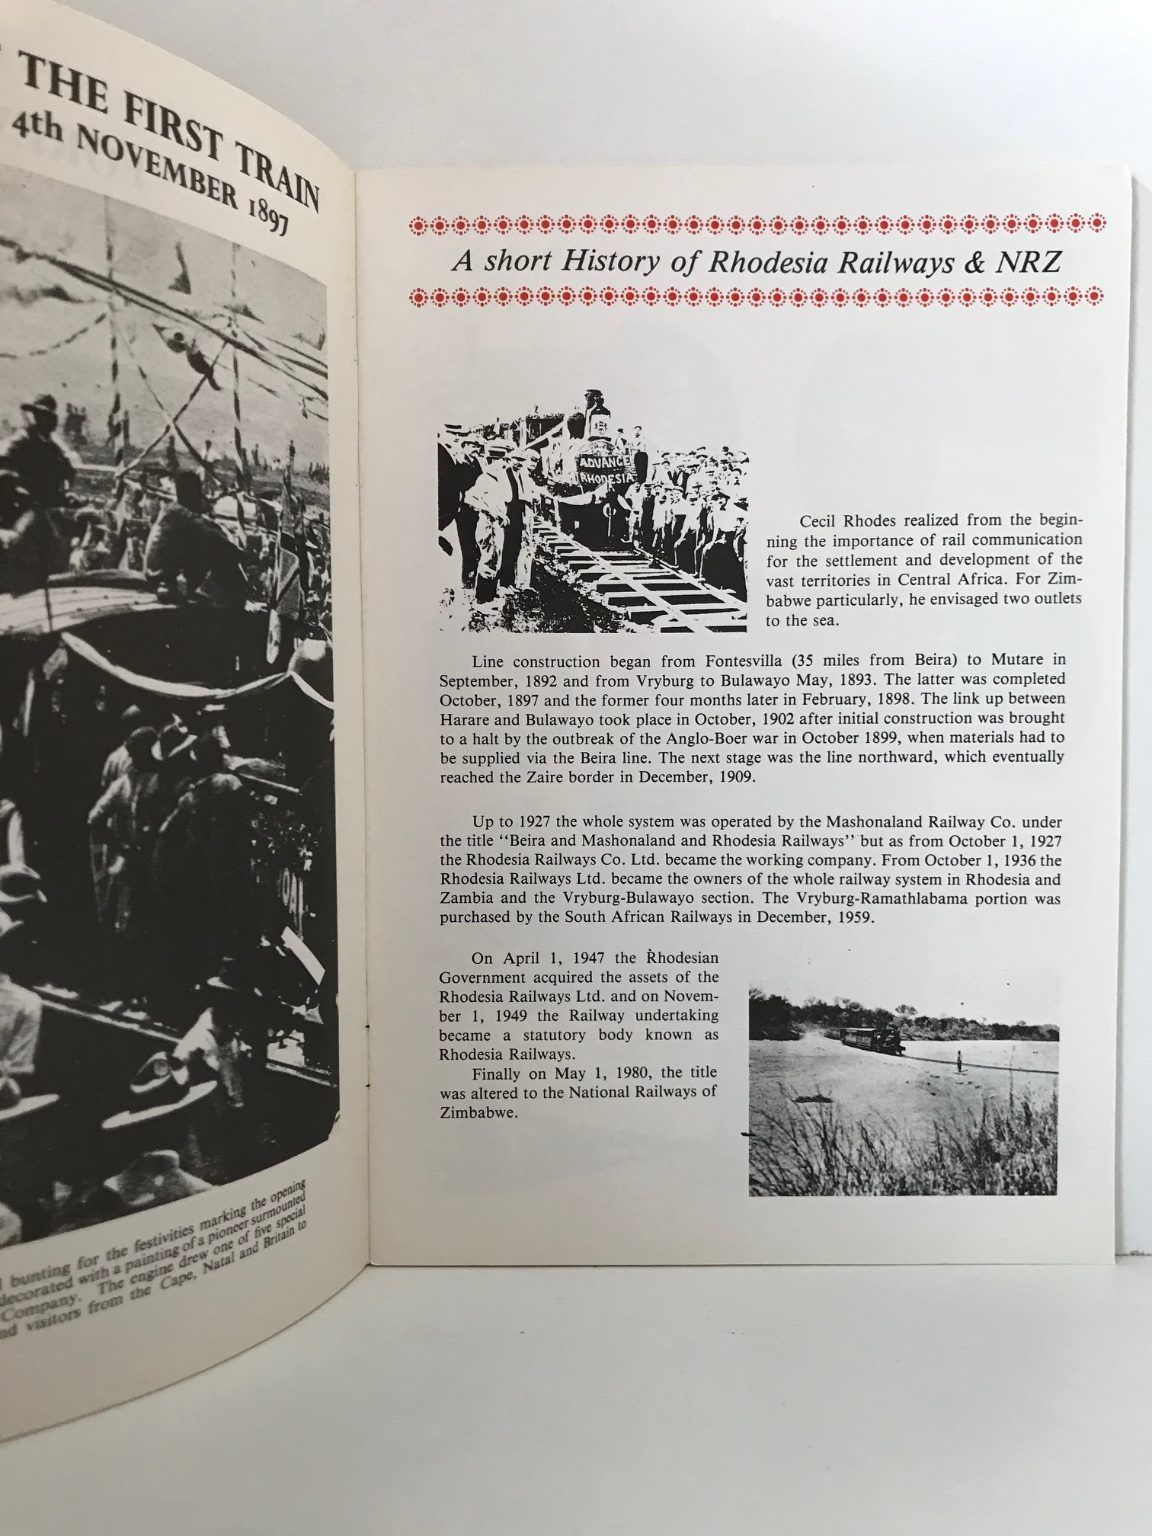 THE FIRST TRAIN
4th NOVEMBER 1897
bunting for the festivities marking the opening
decorated with a painting of a pioneer surmounted
Company. The engine drew one of five special
visitors from the Cape, Natal and Britain to
A short History of Rhodesia Railways & NRZ
ADVANCE
RHODESIA
Cecil Rhodes realized from the begin-
ning the importance of rail communication
for the settlement and development of the
vast territories in Central Africa. For Zim-
babwe particularly, he envisaged two outlets
to the sea.
Line construction began from Fontesvilla (35 miles from Beira) to Mutare in
September, 1892 and from Vryburg to Bulawayo May, 1893. The latter was completed
October, 1897 and the former four months later in February, 1898. The link up between
Harare and Bulawayo took place in October, 1902 after initial construction was brought
to a halt by the outbreak of the Anglo-Boer war in October 1899, when materials had to
be supplied via the Beira line. The next stage was the line northward, which eventually
reached the Zaire border in December, 1909.
Up to 1927 the whole system was operated by the Mashonaland Railway Co. under
the title "Beira and Mashonaland and Rhodesia Railways" but as from October 1, 1927
the Rhodesia Railways Co. Ltd. became the working company. From October 1, 1936 the
Rhodesia Railways Ltd. became the owners of the whole railway system in Rhodesia and
Zambia and the Vryburg-Bulawayo section. The Vryburg-Ramathlabama portion was
purchased by the South African Railways in December, 1959.
On April 1, 1947 the Rhodesian
Government acquired the assets of the
Rhodesia Railways Ltd. and on Novem-
ber 1, 1949 the Railway undertaking
became a statutory body known as
Rhodesia Railways.
Finally on May 1, 1980, the title
was altered to the National Railways of
Zimbabwe.